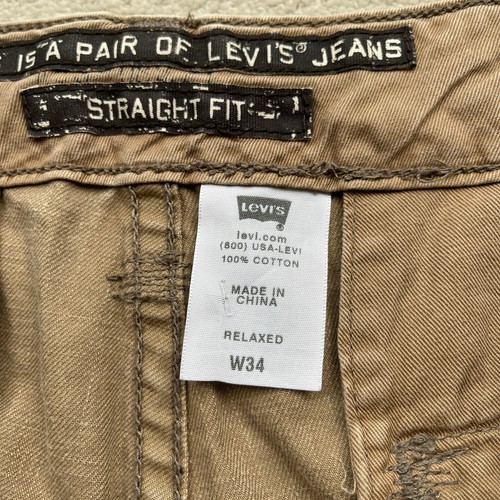 IS A PAIR OF LEVI'S® JEANS
STRAIGHT FIT
Levi's
®
levi.com
(800) USA-LEVI
100% COTTON
MADE IN
CHINA
RELAXED
W34